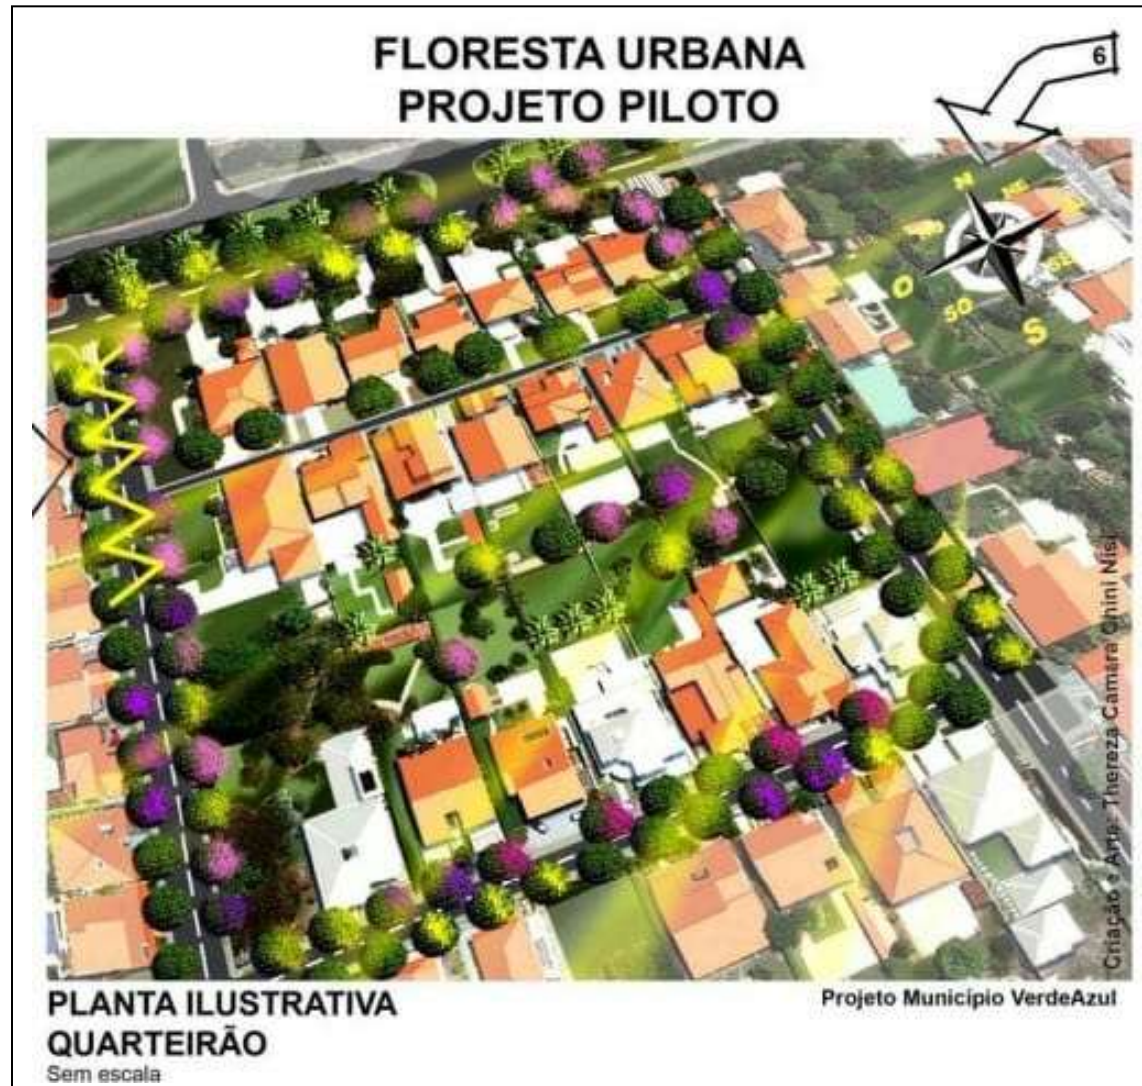 FLORESTA URBANA
PROJETO PILOTO
6
N
NE
O
SE
SO
S
Criação e Arte: Thereza Camara Chini Nisi
PLANTA ILUSTRATIVA
QUARTEIRÃO
Sem escala
Projeto Município VerdeAzul